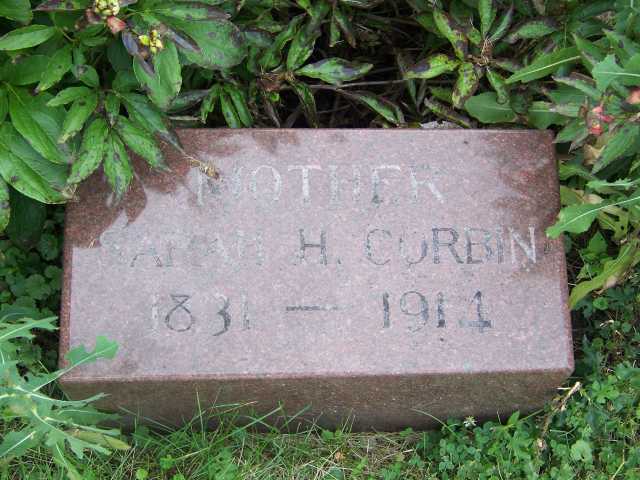 MOTHER
SARAH H. CORBIN
1831 — 1914